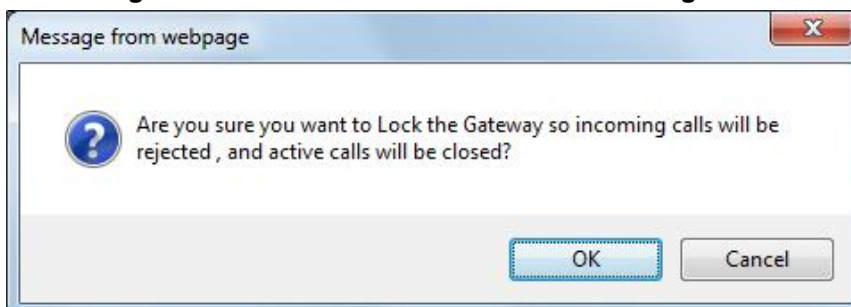 Message from webpage
Are you sure you want to Lock the Gateway so incoming calls will be
rejected , and active calls will be closed?
OK
Cancel